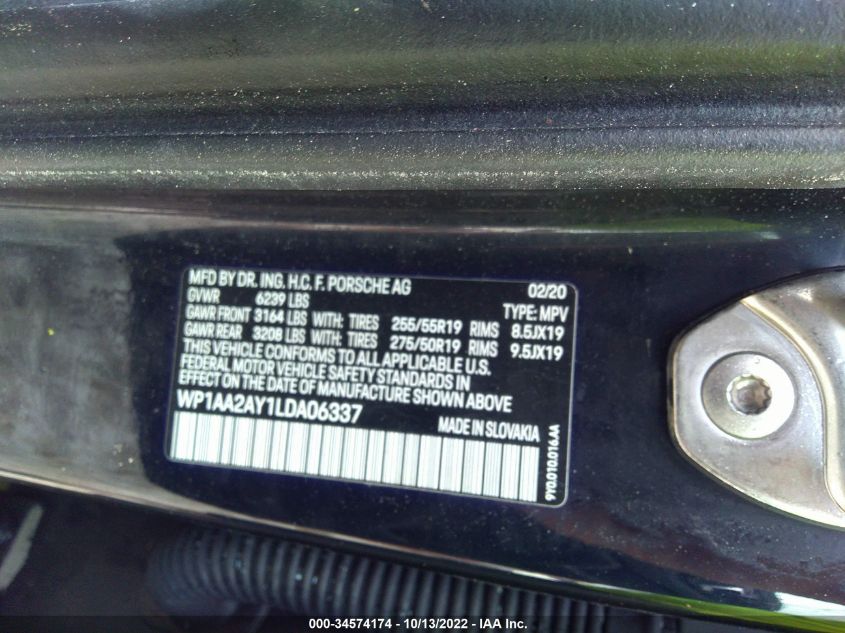 MFD BY DR. ING. H.C. F. PORSCHE AG 02/20
GVWR 6239 LBS TYPE: MPV
GAWR FRONT 3164 LBS WITH: TIRES 255/55R19 RIMS 8.5JX19
GAWR REAR 3208 LBS WITH: TIRES 275/50R19 RIMS 9.5JX19
THIS VEHICLE CONFORMS TO ALL APPLICABLE U.S.
FEDERAL MOTOR VEHICLE SAFETY STANDARDS IN
EFFECT ON THE DATE OF MANUFACTURE SHOWN ABOVE
WP1AA2AY1LDA06337 MADE IN SLOVAKIA
9Y0.010.016.AA
000-34574174 | 10/13/2022 - IAA Inc.